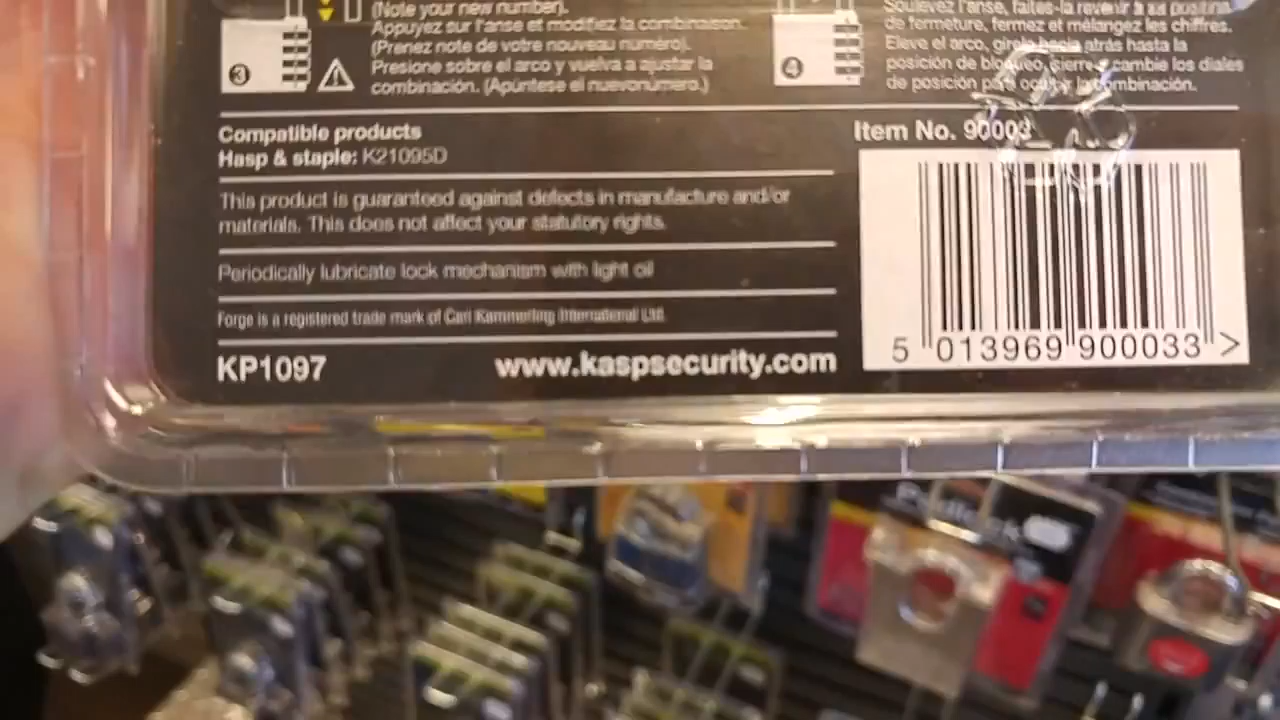 (Note your new number).
Appuyez sur l'anse et modifiez la combinaison.
(Prenez note de votre nouveau numéro).
Presione sobre el arco y vuelva a ajustar la
combinación. (Apúntese el nuevonúmero.)
3
4
Soulevez l'anse, faites-la revenir à sa position
de fermeture, fermez et mélangez les chiffres.
Eleve el arco, girelo hacia atrás hasta la
posición de bloqueo, cierre y cambie los diales
de posición para ocultar la combinación.
Compatible products
Hasp & staple: K21095D
This product is guaranteed against defects in manufacture and/or
materials. This does not affect your statutory rights.
Periodically lubricate lock mechanism with light oil
Forge is a registered trade mark of Carl Kammerling International Ltd.
KP1097
www.kaspsecurity.com
Item No. 90003
5 013969 900033 >